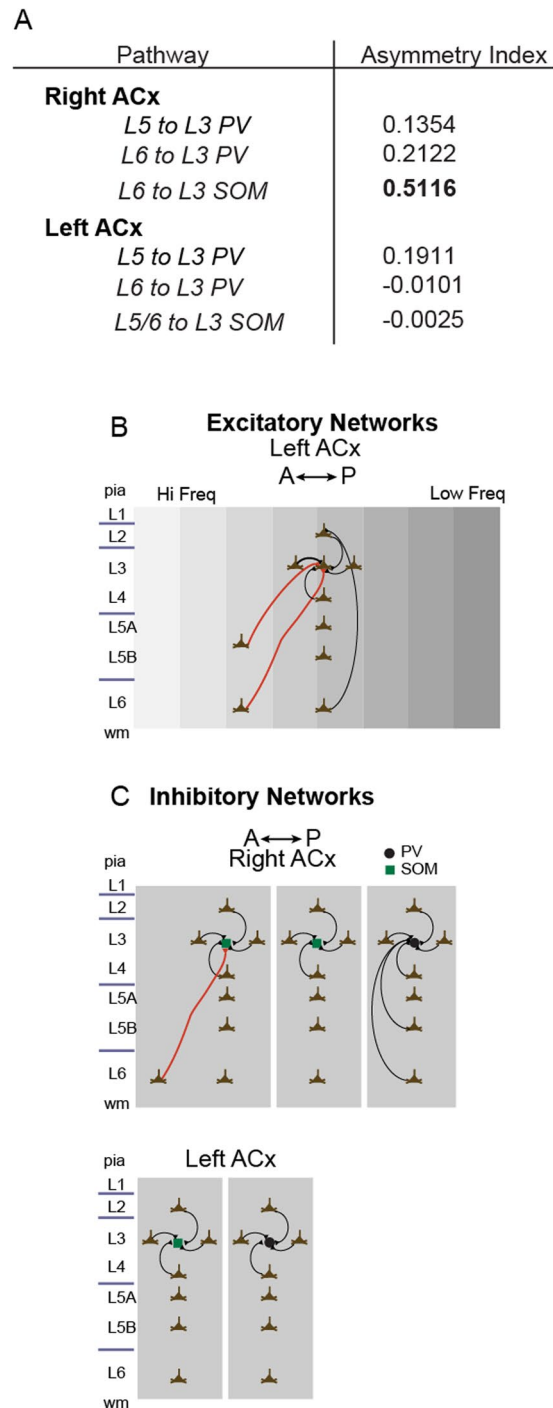 A
Pathway Asymmetry Index
Right ACx
L5 to L3 PV 0.1354
L6 to L3 PV 0.2122
L6 to L3 SOM 0.5116
Left ACx
L5 to L3 PV 0.1911
L6 to L3 PV -0.0101
L5/6 to L3 SOM -0.0025
B Excitatory Networks
Left ACx
A P
pia Hi Freq Low Freq
L1
L2
L3
L4
L5A
L5B
L6
wm
C Inhibitory Networks
A P
Right ACx
PV
SOM
pia
L1
L2
L3
L4
L5A
L5B
L6
wm
Left ACx
pia
L1
L2
L3
L4
L5A
L5B
L6
wm